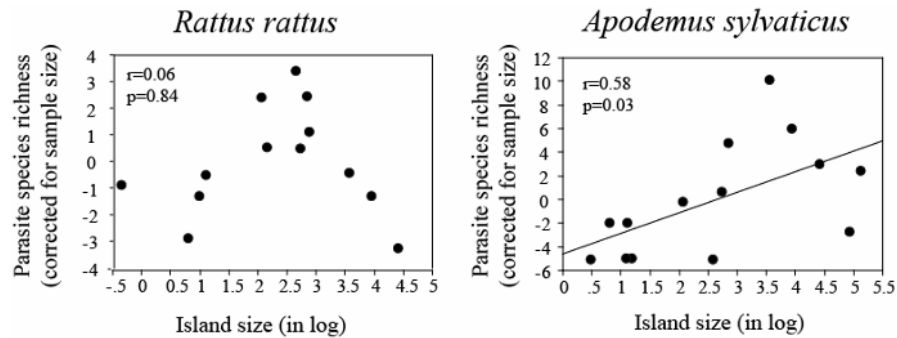 Rattus rattus
Parasite species richness
(corrected for sample size)
4
3
2
1
0
-1
-2
-3
-4
r=0.06
p=0.84
-.5 0 0.5 1 1.5 2 2.5 3 3.5 4 4.5 5
Island size (in log)
Apodemus sylvaticus
Parasite species richness
(corrected for sample size)
12
10
8
6
4
2
0
-2
-4
-6
r=0.58
p=0.03
0 .5 1 1.5 2 2.5 3 3.5 4 4.5 5 5.5
Island size (in log)